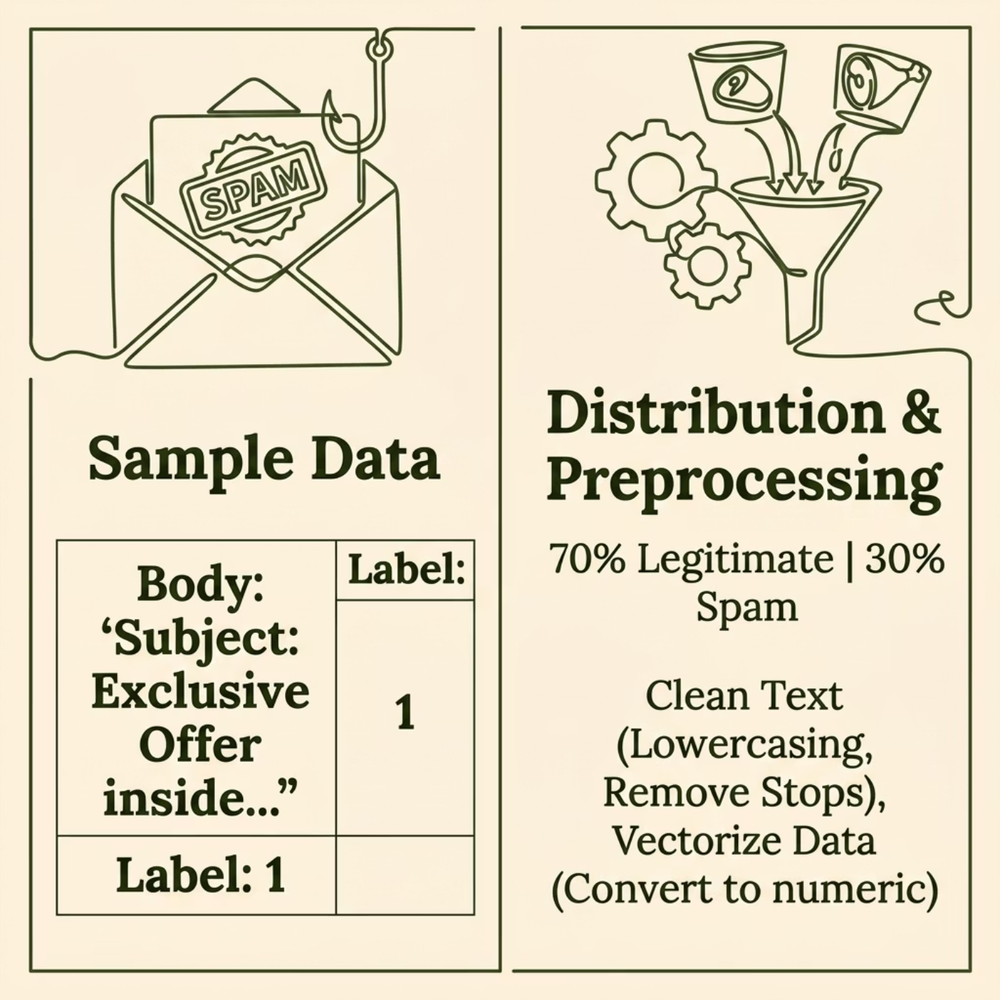 SPAM
Sample Data
Body:
‘Subject:
Exclusive
Offer
inside...”
Label:
1
Label: 1
Distribution &
Preprocessing
70% Legitimate | 30%
Spam
Clean Text
(Lowercasing,
Remove Stops),
Vectorize Data
(Convert to numeric)